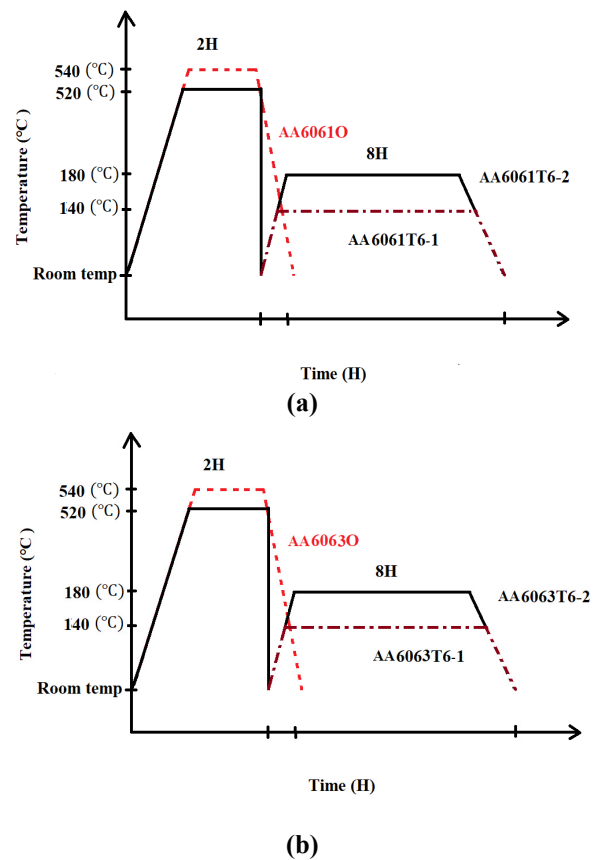 2H
540 (℃)
520 (℃)
AA6061O
8H
180 (℃)
AA6061T6-2
140 (℃)
AA6061T6-1
Room temp
Temperature (℃ )
Time (H)
(a)
2H
540 (℃)
520 (℃)
AA6063O
8H
180 (℃)
AA6063T6-2
140 (℃)
AA6063T6-1
Room temp
Temperature (℃ )
Time (H)
(b)